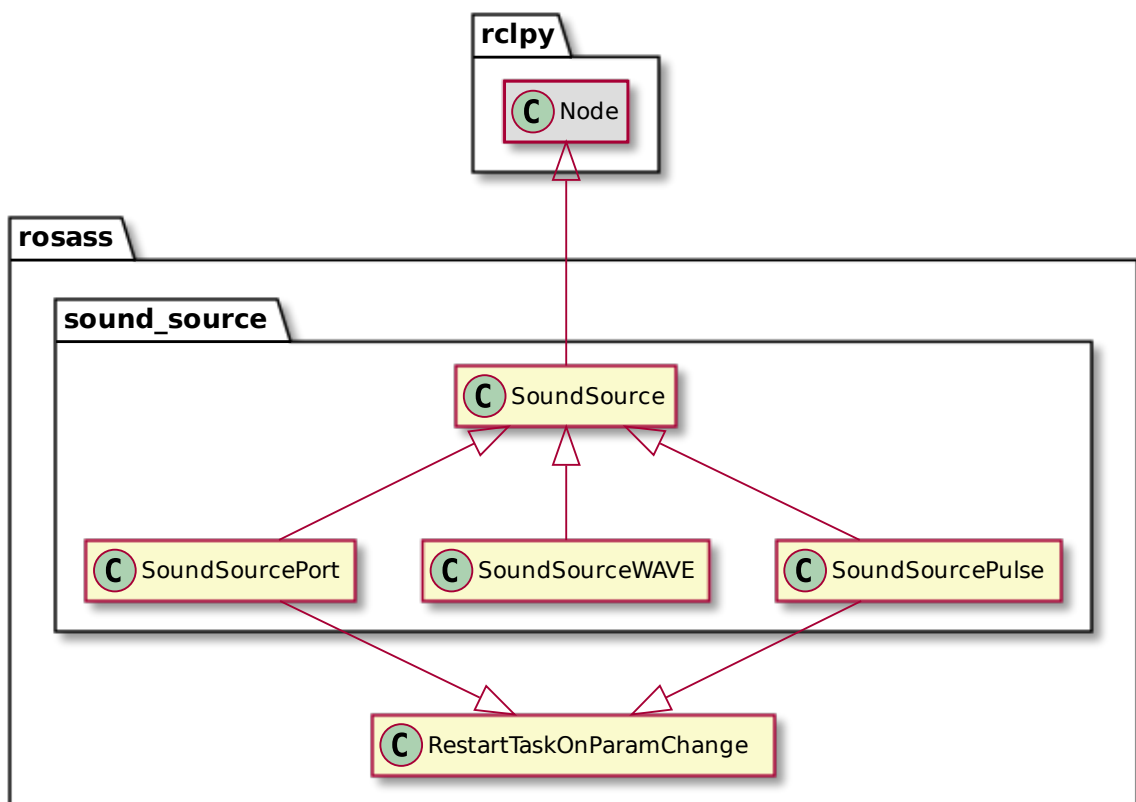 rclpy
C Node
rosass
sound_source
C SoundSource
C SoundSourcePort
C SoundSourceWAVE
C SoundSourcePulse
C RestartTaskOnParamChange